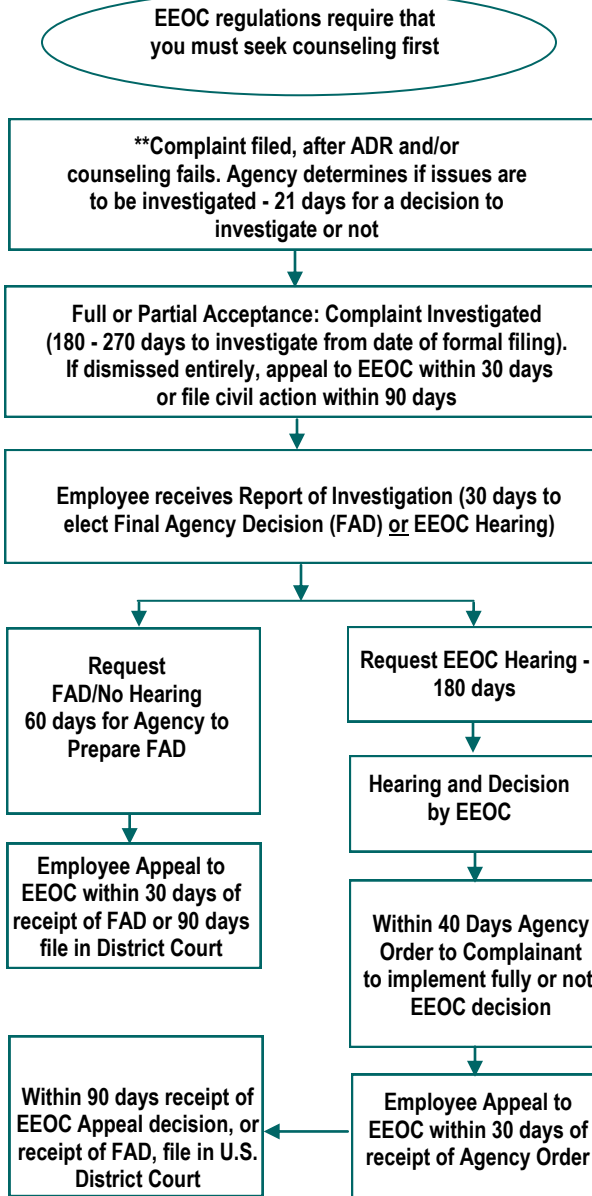 EEOC regulations require that
you must seek counseling first
**Complaint filed, after ADR and/or
counseling fails. Agency determines if issues are
to be investigated - 21 days for a decision to
investigate or not
Full or Partial Acceptance: Complaint Investigated
(180 - 270 days to investigate from date of formal filing).
If dismissed entirely, appeal to EEOC within 30 days
or file civil action within 90 days
Employee receives Report of Investigation (30 days to
elect Final Agency Decision (FAD) or EEOC Hearing)
Request
FAD/No Hearing
60 days for Agency to
Prepare FAD
Employee Appeal to
EEOC within 30 days of
receipt of FAD or 90 days
file in District Court
Request EEOC Hearing -
180 days
Hearing and Decision
by EEOC
Within 40 Days Agency
Order to Complainant
to implement fully or not
EEOC decision
Employee Appeal to
EEOC within 30 days of
receipt of Agency Order
Within 90 days receipt of
EEOC Appeal decision, or
receipt of FAD, file in U.S.
District Court